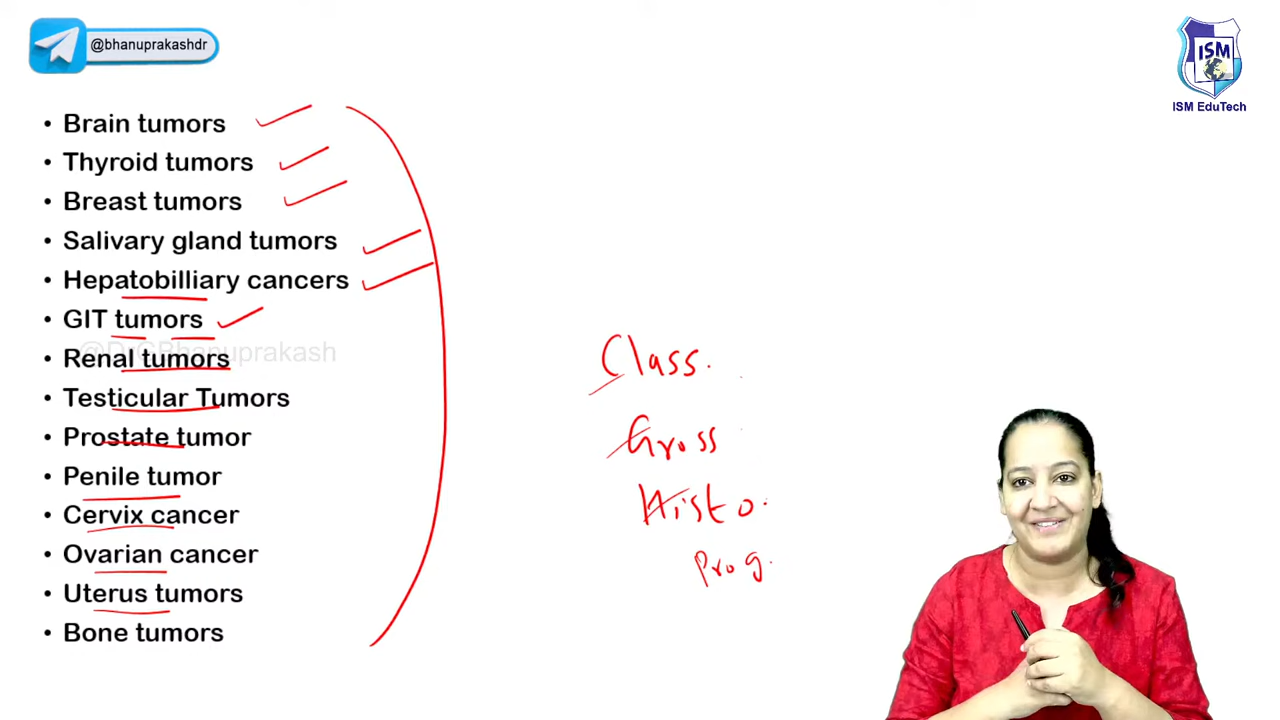 @bhanuprakashdr
ISM
ISM EduTech
• Brain tumors
• Thyroid tumors
• Breast tumors
• Salivary gland tumors
• Hepatobilliary cancers
• GIT tumors
@DrGBhanuprakash
• Renal tumors
• Testicular Tumors
• Prostate tumor
• Penile tumor
• Cervix cancer
• Ovarian cancer
• Uterus tumors
• Bone tumors
Class.
Gross
Histo.
Prog.